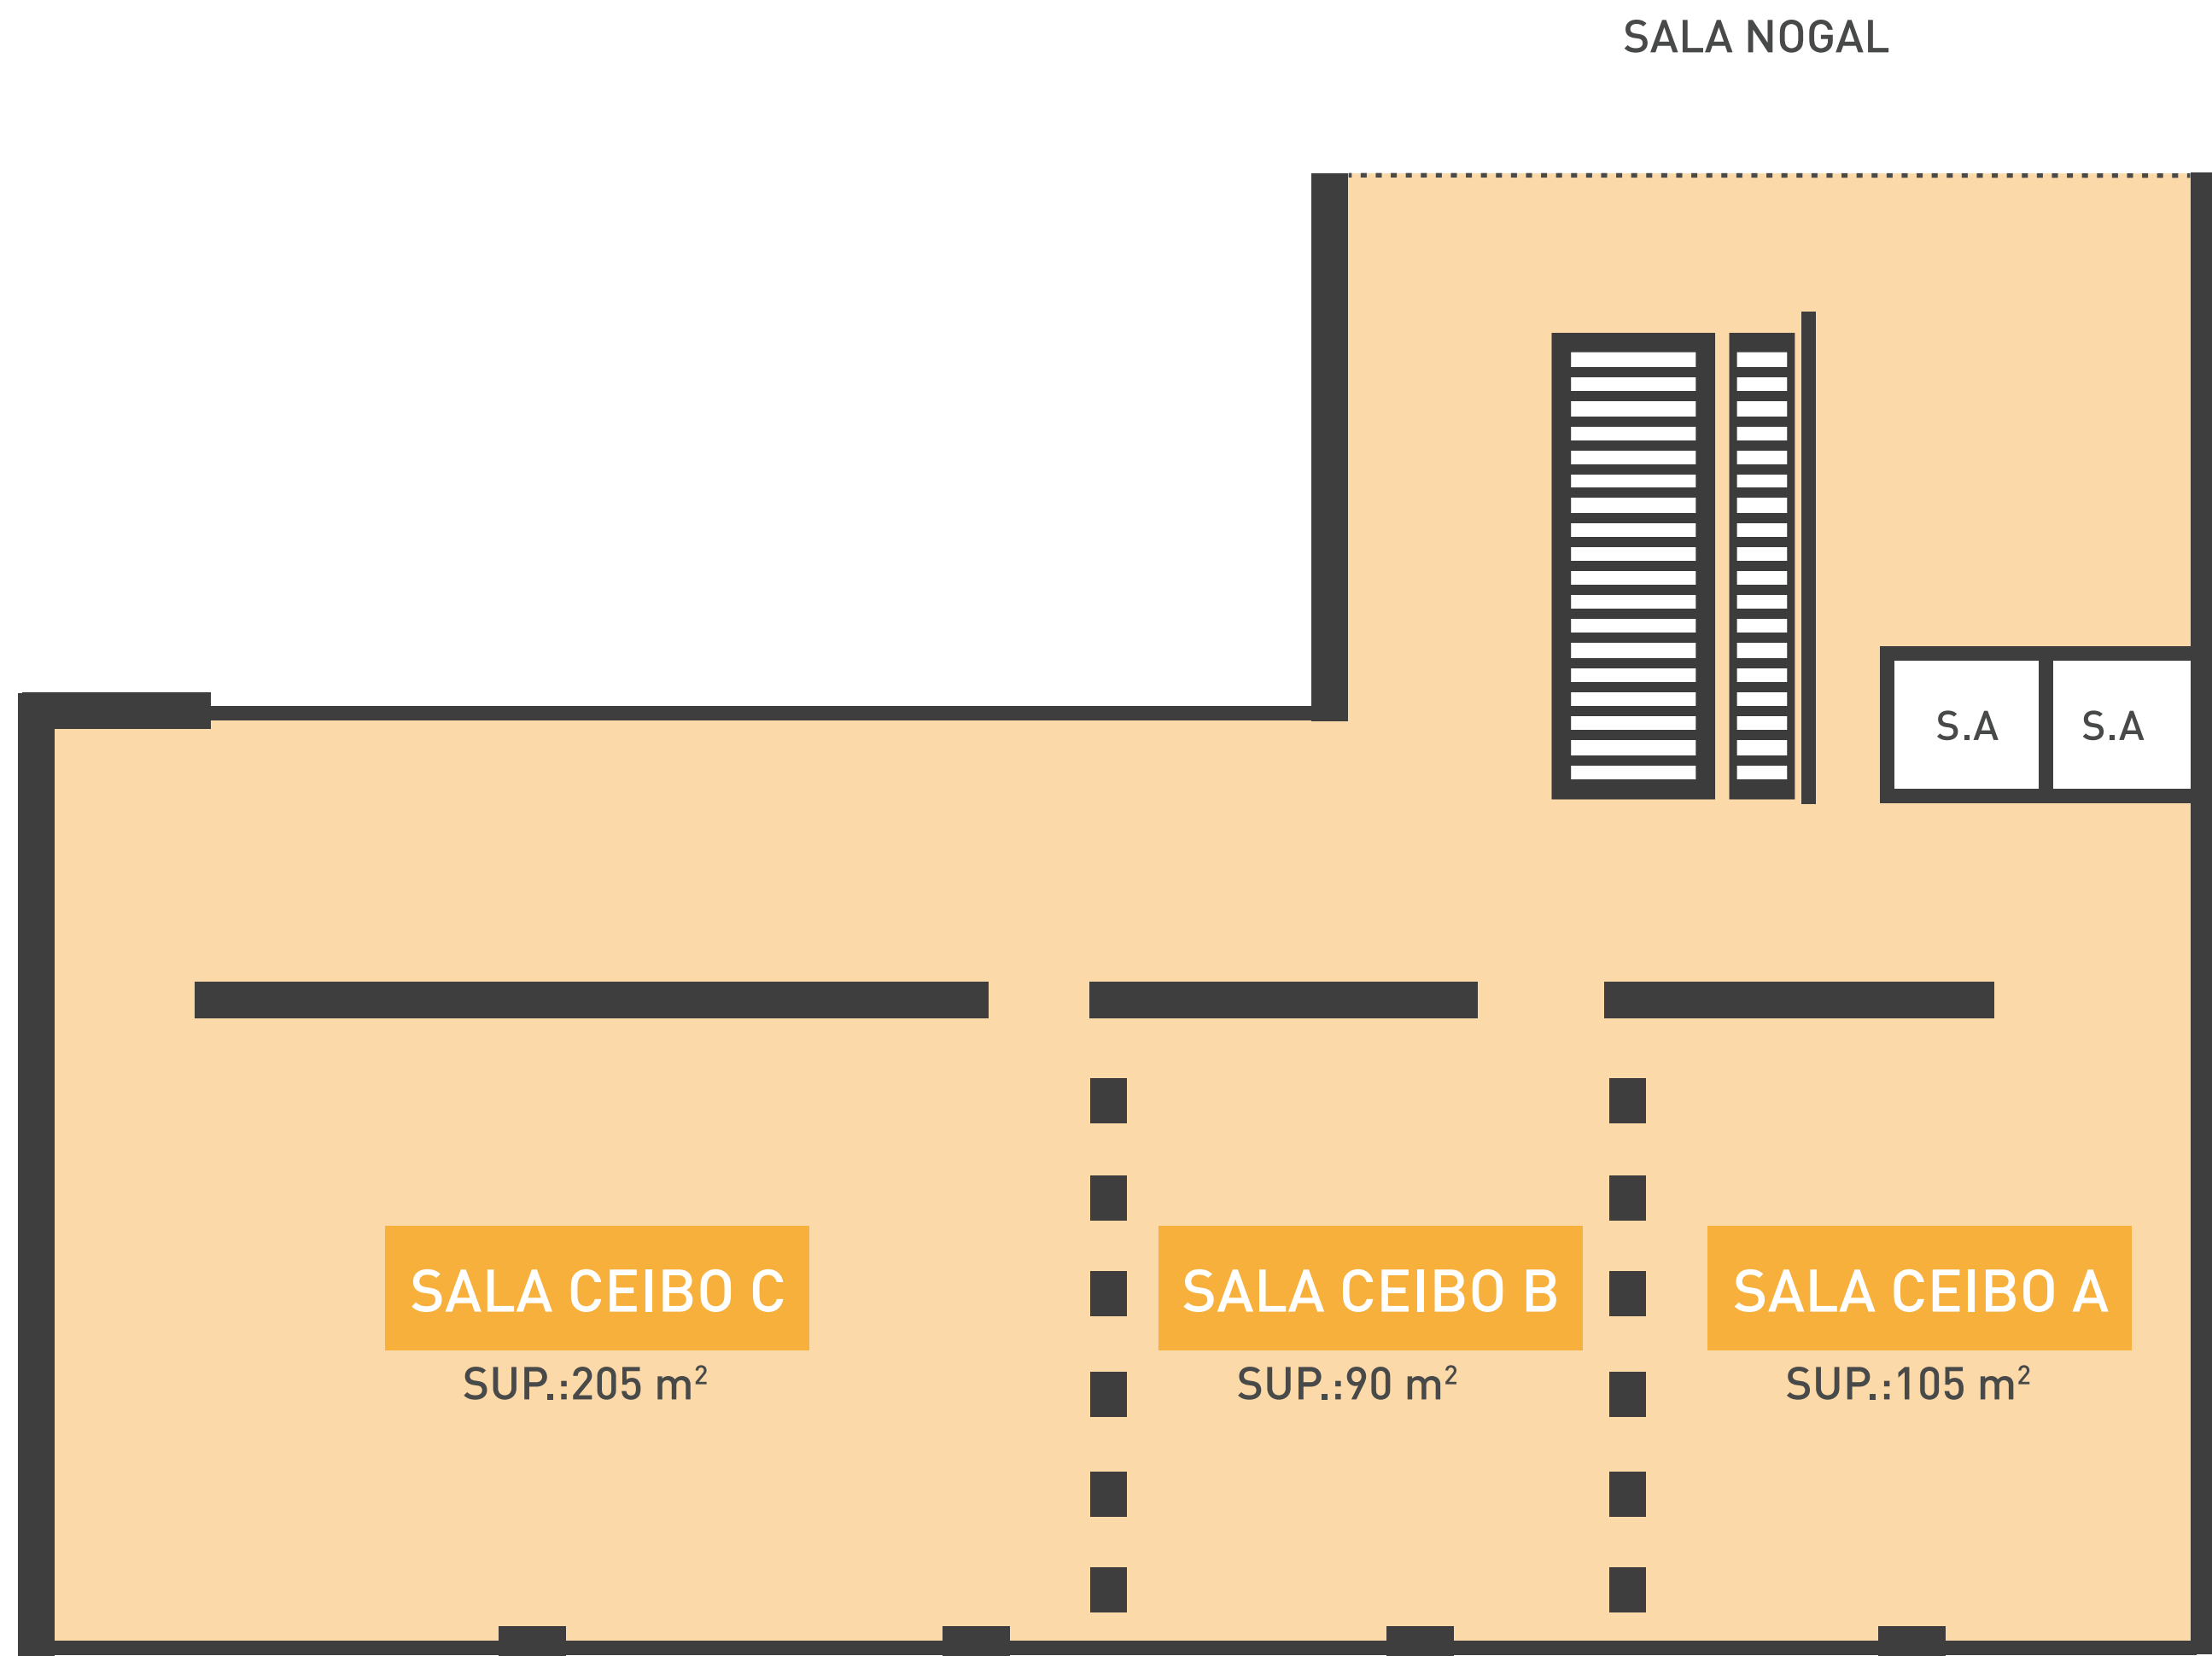 SALA NOGAL
S.A
S.A
SALA CEIBO C
SUP.:205 m²
SALA CEIBO B
SUP.:90 m²
SALA CEIBO A
SUP.:105 m²